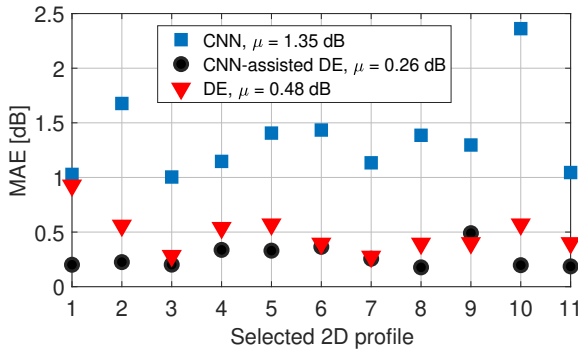 2.5
2
1.5
1
0.5
0
MAE [dB]
CNN, μ = 1.35 dB
CNN-assisted DE, μ = 0.26 dB
DE, μ = 0.48 dB
1 2 3 4 5 6 7 8 9 10 11
Selected 2D profile